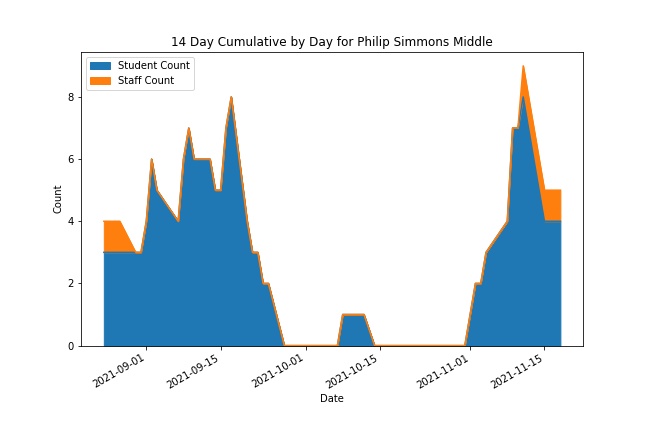 14 Day Cumulative by Day for Philip Simmons Middle
Student Count
Staff Count
8
6
4
2
0
Count
2021-09-01
2021-09-15
2021-10-01
2021-10-15
2021-11-01
2021-11-15
Date